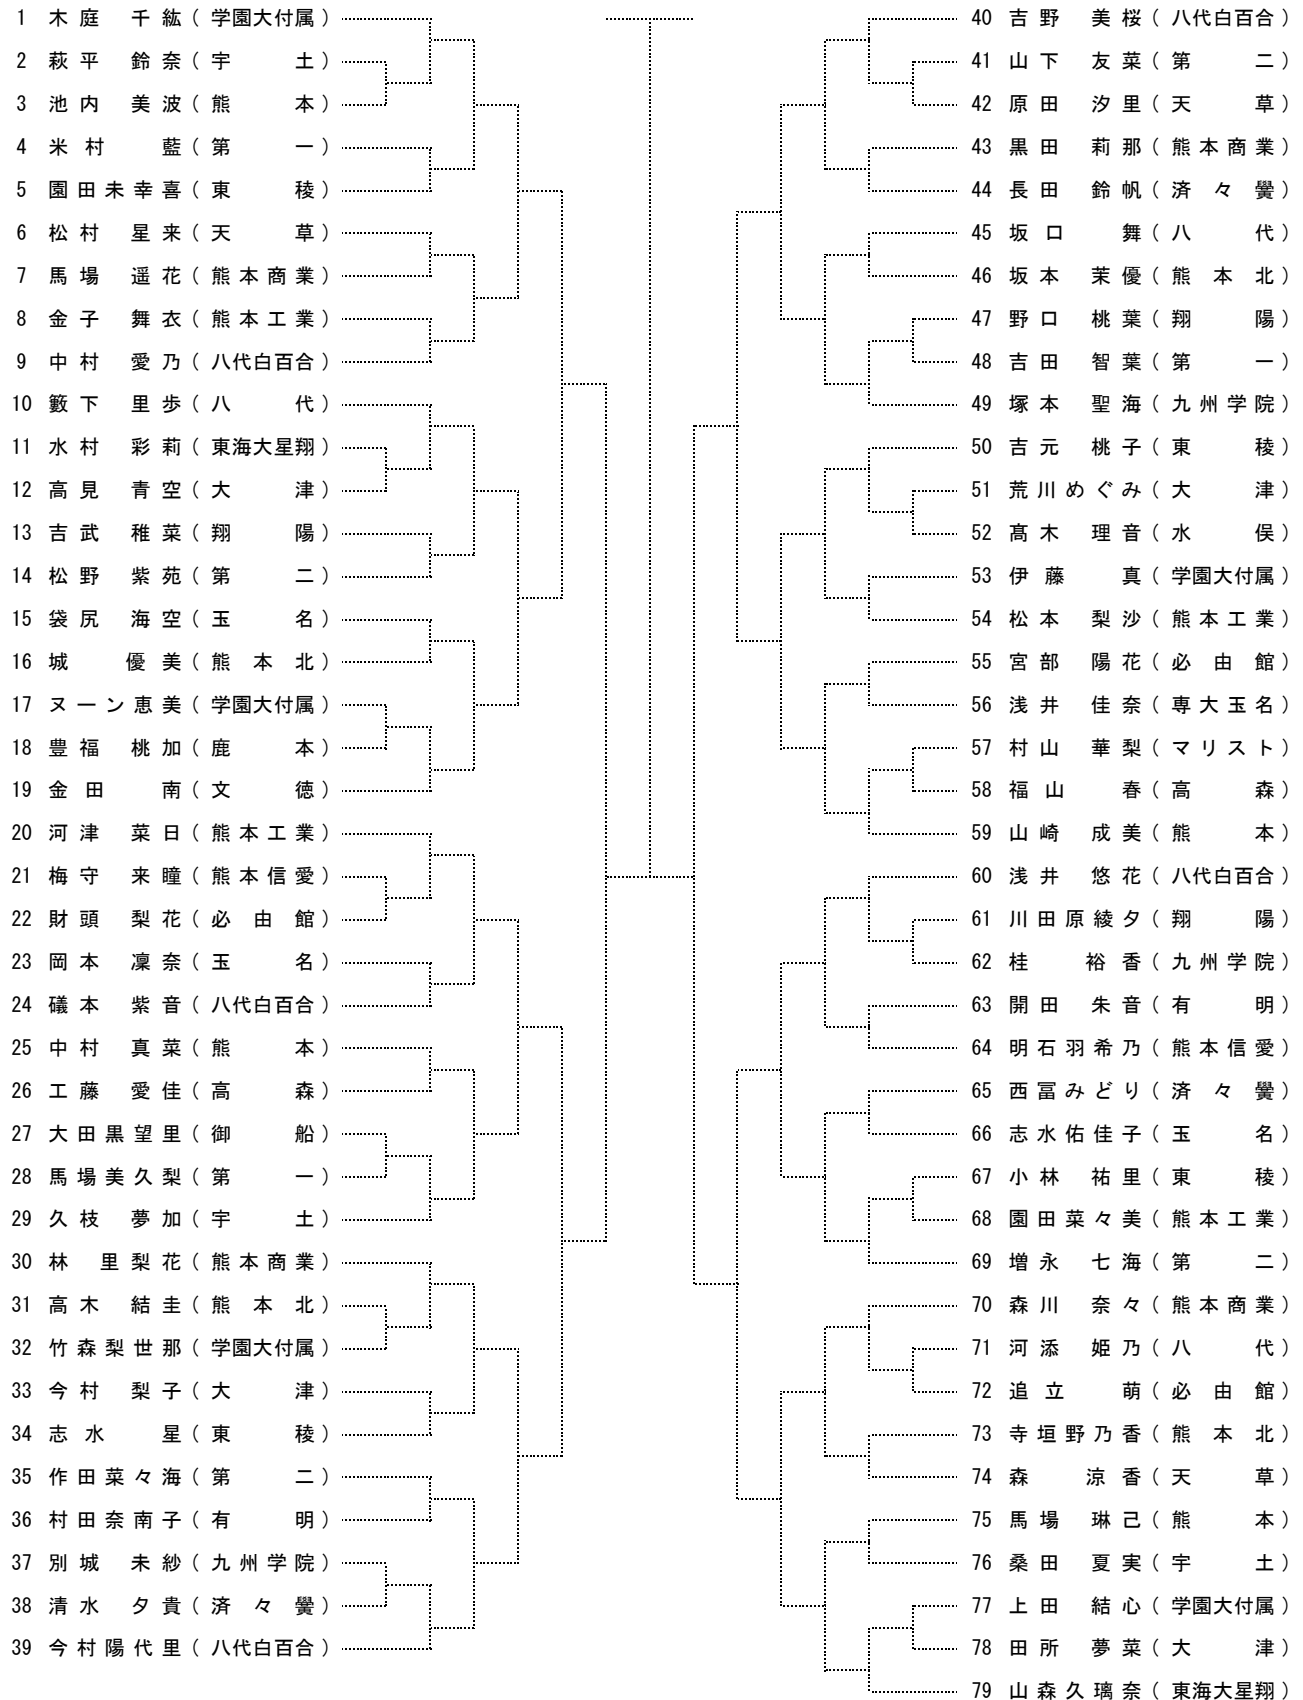 1 木庭 千紘 ( 学園大付属 )
2 萩平 鈴奈 ( 宇土 )
3 池内 美波 ( 熊本 )
4 米村 藍 ( 第一 )
5 園田未幸喜 ( 東稜 )
6 松村 星来 ( 天草 )
7 馬場 遥花 ( 熊本商業 )
8 金子 舞衣 ( 熊本工業 )
9 中村 愛乃 ( 八代白百合 )
10 籔下 里歩 ( 八代 )
11 水村 彩莉 ( 東海大星翔 )
12 高見 青空 ( 大津 )
13 吉武 稚菜 ( 翔陽 )
14 松野 紫苑 ( 第二 )
15 袋尻 海空 ( 玉名 )
16 城 優美 ( 熊本北 )
17 ヌーン恵美 ( 学園大付属 )
18 豊福 桃加 ( 鹿本 )
19 金田 南 ( 文徳 )
20 河津 菜日 ( 熊本工業 )
21 梅守 来瞳 ( 熊本信愛 )
22 財頭 梨花 ( 必由館 )
23 岡本 凜奈 ( 玉名 )
24 礒本 紫音 ( 八代白百合 )
25 中村 真菜 ( 熊本 )
26 工藤 愛佳 ( 高森 )
27 大田黒望里 ( 御船 )
28 馬場美久梨 ( 第一 )
29 久枝 夢加 ( 宇土 )
30 林 里梨花 ( 熊本商業 )
31 高木 結圭 ( 熊本北 )
32 竹森梨世那 ( 学園大付属 )
33 今村 梨子 ( 大津 )
34 志水 星 ( 東稜 )
35 作田菜々海 ( 第二 )
36 村田奈南子 ( 有明 )
37 別城 未紗 ( 九州学院 )
38 清水 夕貴 ( 済々黌 )
39 今村陽代里 ( 八代白百合 )
40 吉野 美桜 ( 八代白百合 )
41 山下 友菜 ( 第二 )
42 原田 汐里 ( 天草 )
43 黒田 莉那 ( 熊本商業 )
44 長田 鈴帆 ( 済々黌 )
45 坂口 舞 ( 八代 )
46 坂本 茉優 ( 熊本北 )
47 野口 桃葉 ( 翔陽 )
48 吉田 智葉 ( 第一 )
49 塚本 聖海 ( 九州学院 )
50 吉元 桃子 ( 東稜 )
51 荒川めぐみ ( 大津 )
52 髙木 理音 ( 水俣 )
53 伊藤 真 ( 学園大付属 )
54 松本 梨沙 ( 熊本工業 )
55 宮部 陽花 ( 必由館 )
56 浅井 佳奈 ( 専大玉名 )
57 村山 華梨 ( マリスト )
58 福山 春 ( 高森 )
59 山崎 成美 ( 熊本 )
60 浅井 悠花 ( 八代白百合 )
61 川田原綾夕 ( 翔陽 )
62 桂 裕香 ( 九州学院 )
63 開田 朱音 ( 有明 )
64 明石羽希乃 ( 熊本信愛 )
65 西冨みどり ( 済々黌 )
66 志水佑佳子 ( 玉名 )
67 小林 祐里 ( 東稜 )
68 園田菜々美 ( 熊本工業 )
69 増永 七海 ( 第二 )
70 森川 奈々 ( 熊本商業 )
71 河添 姫乃 ( 八代 )
72 追立 萌 ( 必由館 )
73 寺垣野乃香 ( 熊本北 )
74 森 涼香 ( 天草 )
75 馬場 琳己 ( 熊本 )
76 桑田 夏実 ( 宇土 )
77 上田 結心 ( 学園大付属 )
78 田所 夢菜 ( 大津 )
79 山森久璃奈 ( 東海大星翔 )